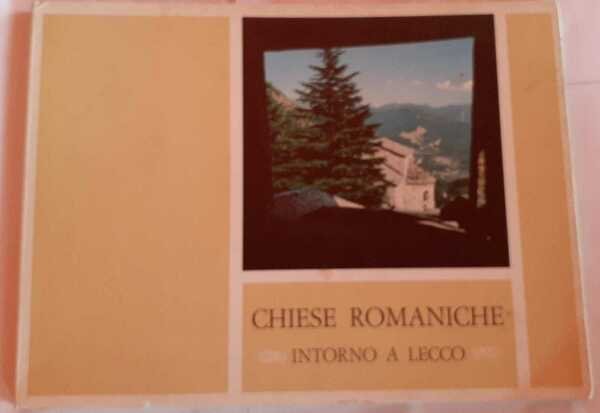 CHIESE ROMANICHE
INTORNO A LECCO